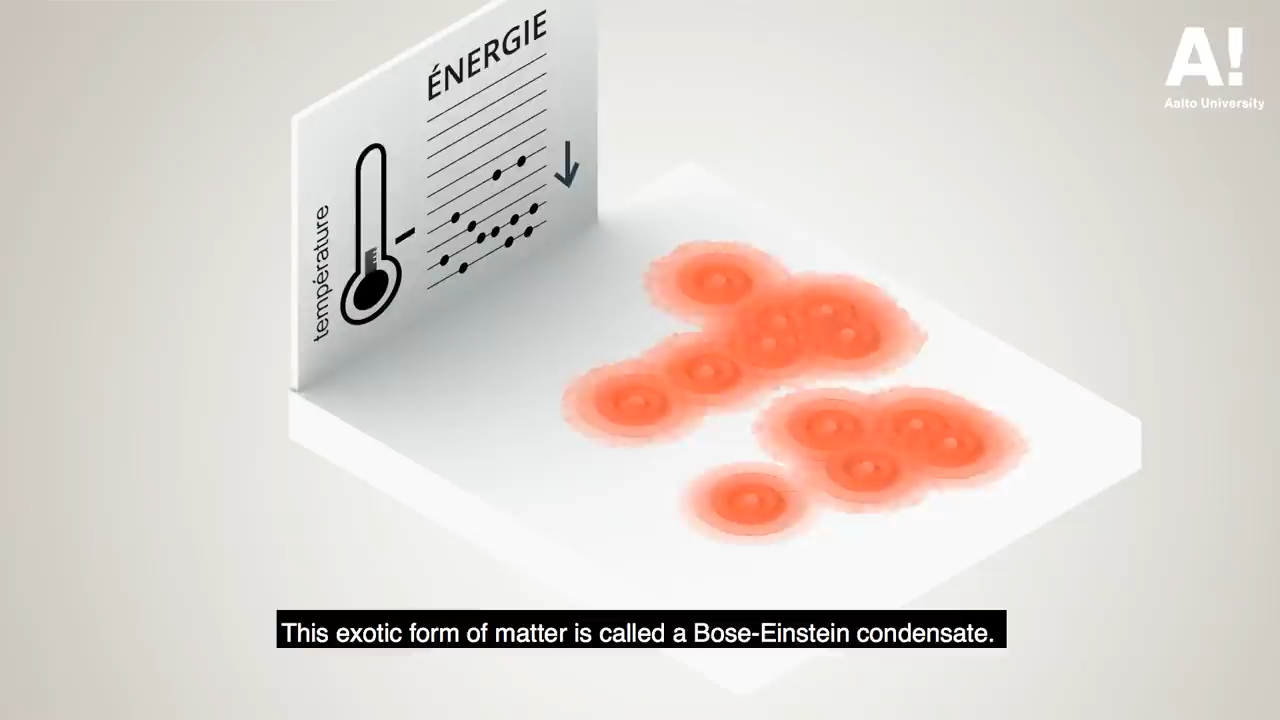 ÉNERGIE
température
A!
Aalto University
This exotic form of matter is called a Bose-Einstein condensate.